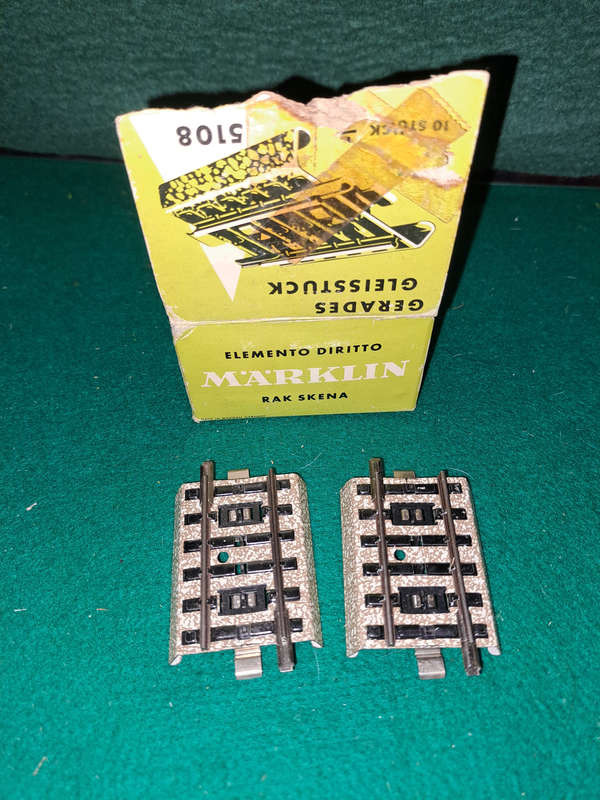 5108
10 STÜCK
GERADES
GLEISSTÜCK
ELEMENTO DIRITTO
MÄRKLIN
RAK SKENA